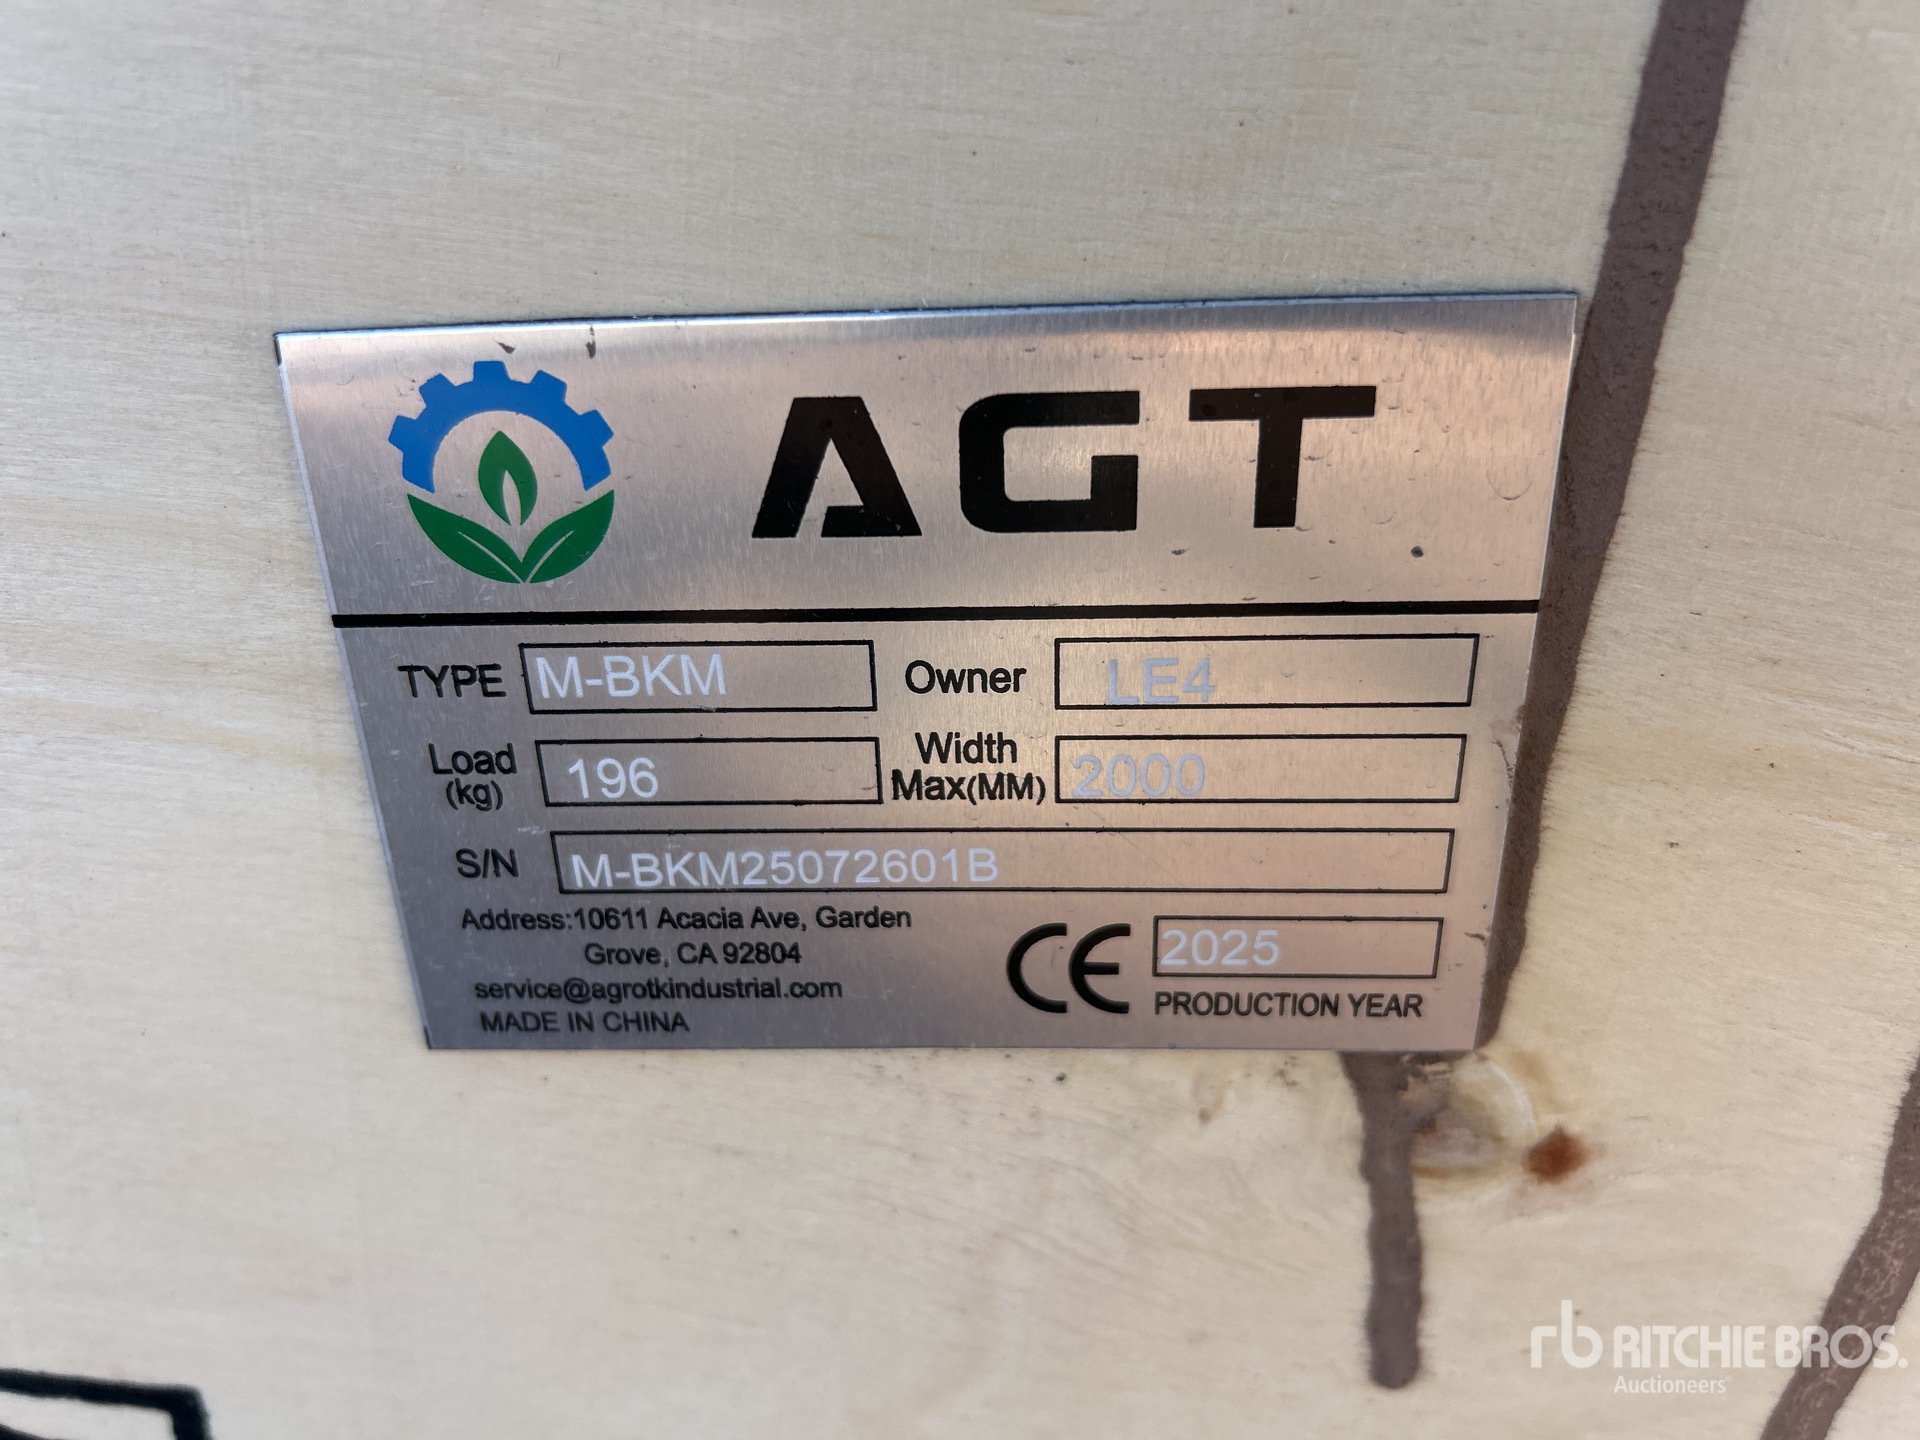 AGT
TYPE M-BKM Owner LE4
Load (kg) 196 Width Max(MM) 2000
S/N M-BKM25072601B
Address:10611 Acacia Ave, Garden
Grove, CA 92804
service@agrotkindustrial.com
MADE IN CHINA
CE 2025
PRODUCTION YEAR
rb RITCHIE BROS.
Auctioneers